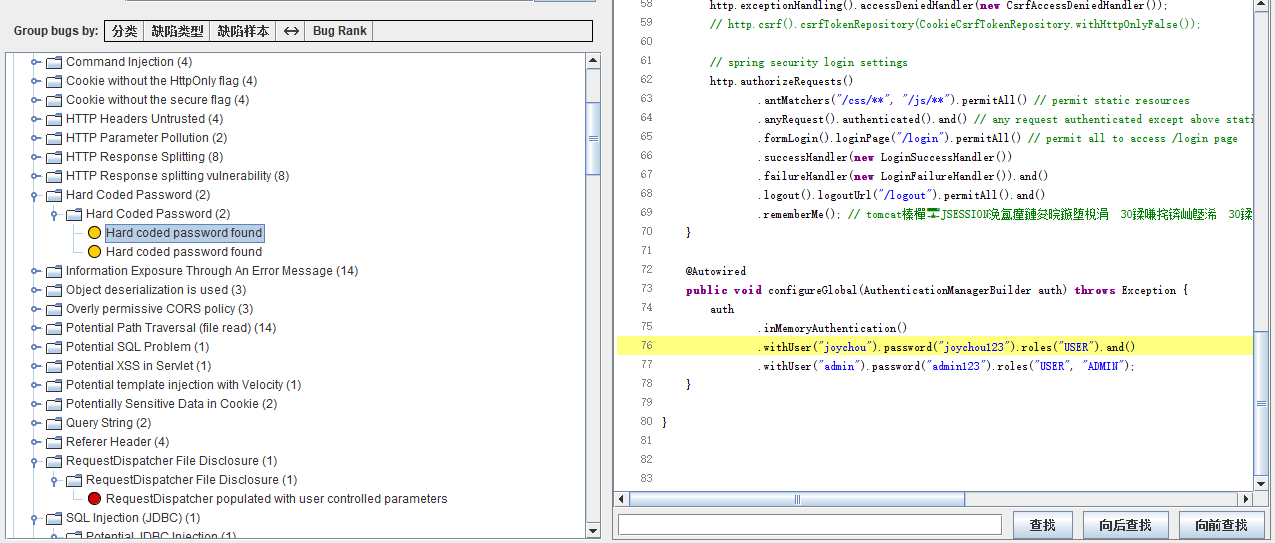 Group bugs by: 分类 缺陷类型 缺陷样本 <-> Bug Rank
Command Injection (4)
Cookie without the HttpOnly flag (4)
Cookie without the secure flag (4)
HTTP Headers Untrusted (4)
HTTP Parameter Pollution (2)
HTTP Response Splitting (8)
HTTP Response splitting vulnerability (8)
Hard Coded Password (2)
Hard Coded Password (2)
Hard coded password found
Hard coded password found
Information Exposure Through An Error Message (14)
Object deserialization is used (3)
Overly permissive CORS policy (3)
Potential Path Traversal (file read) (14)
Potential SQL Problem (1)
Potential XSS in Servlet (1)
Potential template injection with Velocity (1)
Potentially Sensitive Data in Cookie (2)
Query String (2)
Referer Header (4)
RequestDispatcher File Disclosure (1)
RequestDispatcher File Disclosure (1)
RequestDispatcher populated with user controlled parameters
SQL Injection (JDBC) (1)
Potential JDBC Injection (1)
58 http.exceptionHandling().accessDeniedHandler(new CsrfAccessDeniedHandler());
59 // http.csrf().csrfTokenRepository(CookieCsrfTokenRepository.withHttpOnlyFalse());
60
61 // spring security login settings
62 http.authorizeRequests()
63 .antMatchers("/css/**", "/js/**").permitAll() // permit static resources
64 .anyRequest().authenticated().and() // any request authenticated except above stati
65 .formLogin().loginPage("/login").permitAll() // permit all to access /login page
66 .successHandler(new LoginSuccessHandler())
67 .failureHandler(new LoginFailureHandler()).and()
68 .logout().logoutUrl("/logout").permitAll().and()
69 .rememberMe(); // tomcat JSESSION 30 30
70 }
71
72 @Autowired
73 public void configureGlobal(AuthenticationManagerBuilder auth) throws Exception {
74 auth
75 .inMemoryAuthentication()
76 .withUser("joychou").password("joychou123").roles("USER").and()
77 .withUser("admin").password("admin123").roles("USER", "ADMIN");
78 }
79
80 }
81
82
83
查找 向后查找 向前查找